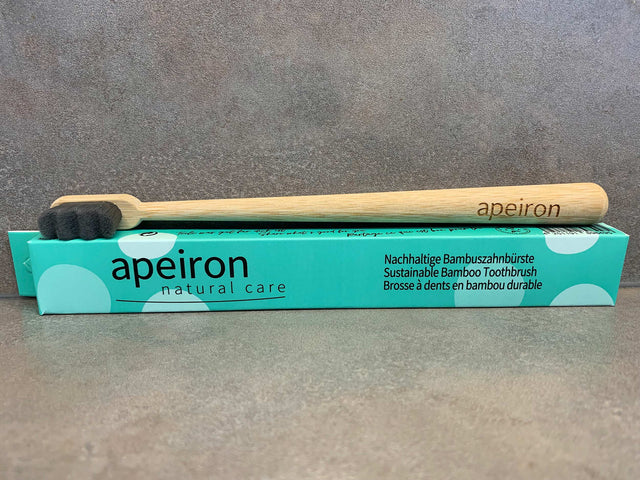 apeiron
apeiron
natural care
Nachhaltige Bambuszahnbürste
Sustainable Bamboo Toothbrush
Brosse à dents en bambou durable